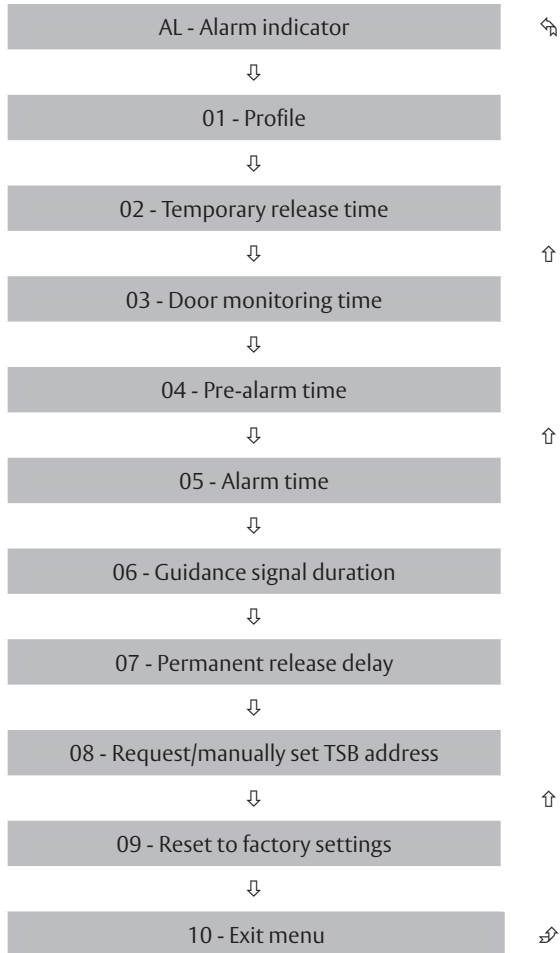 AL - Alarm indicator
01 - Profile
02 - Temporary release time
03 - Door monitoring time
04 - Pre-alarm time
05 - Alarm time
06 - Guidance signal duration
07 - Permanent release delay
08 - Request/manually set TSB address
09 - Reset to factory settings
10 - Exit menu